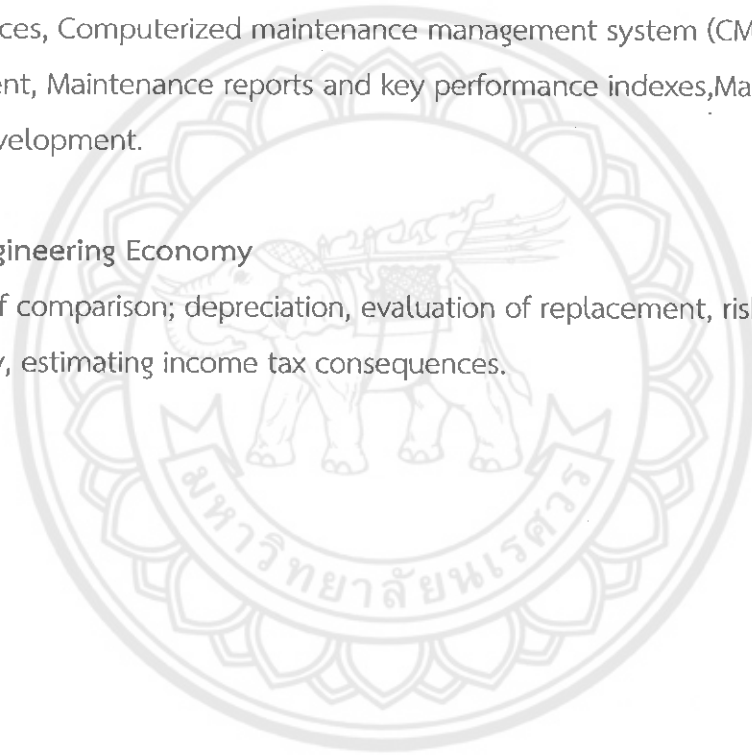 ces, Computerized maintenance management system (CM
ent, Maintenance reports and key performance indexes,Ma
velopment.
gineering Economy
f comparison; depreciation, evaluation of replacement, ris
y, estimating income tax consequences.
มหาวิทยาลัยนเรศวร